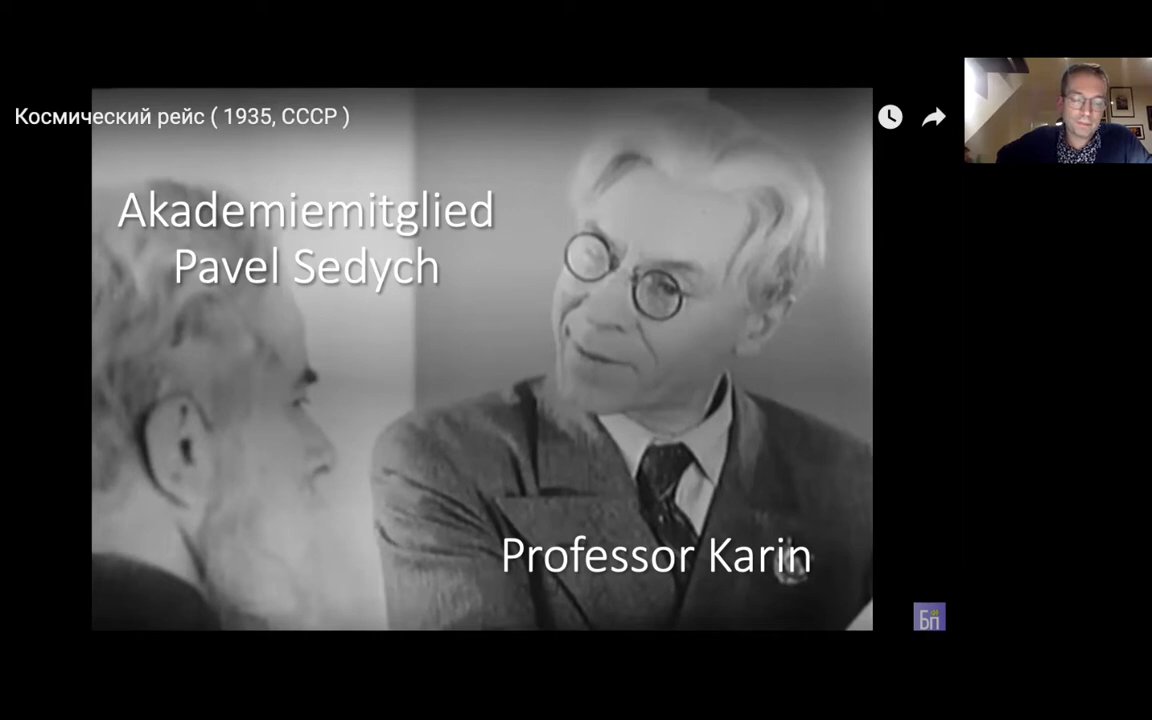 Космический рейс ( 1935, СССР )
Akademiemitglied
Pavel Sedych
Professor Karin
БП